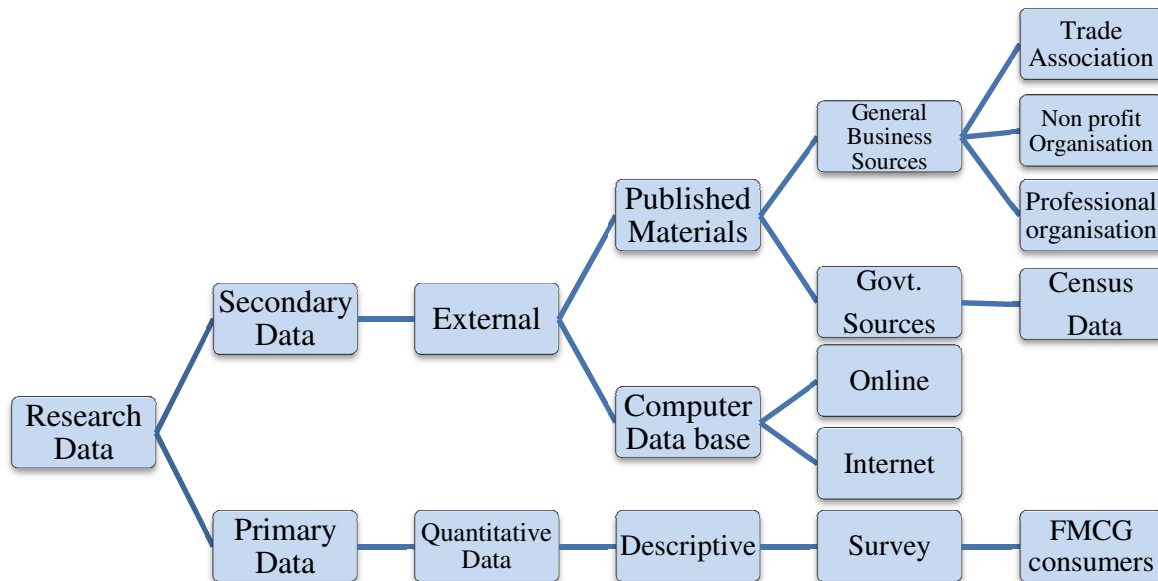 Trade
Association
General
Business
Sources
Non profit
Organisation
Published
Materials
Professional
organisation
Secondary
Data
External
Govt.
Sources
Census
Data
Research
Data
Computer
Data base
Online
Internet
Primary
Data
Quantitative
Data
Descriptive
Survey
FMCG
consumers